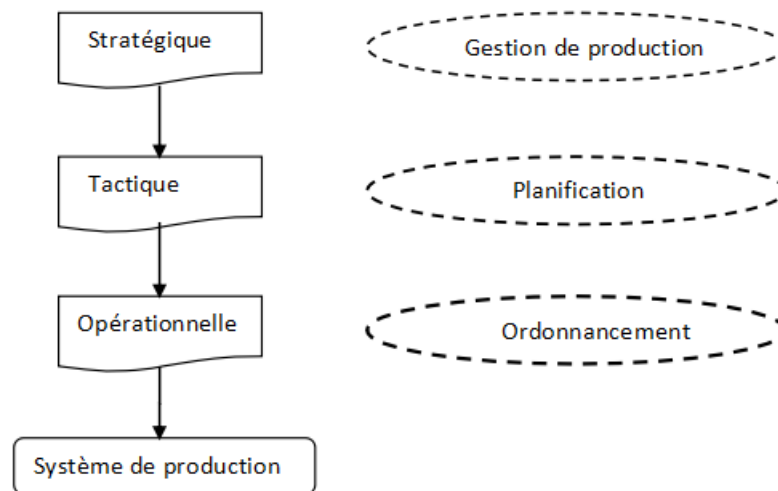 Stratégique
Gestion de production
Tactique
Planification
Opérationnelle
Ordonnancement
Système de production